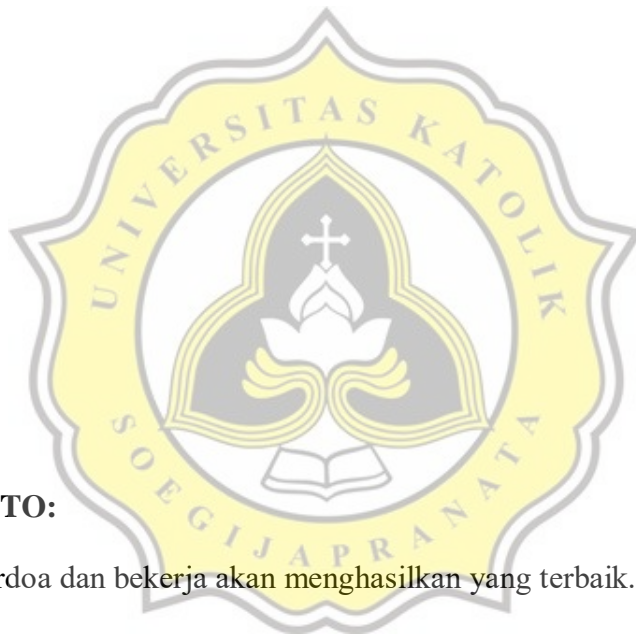 UNIVERSITAS KATOLIK
SOEGIJAPRANATA
TO:
rdoa dan bekerja akan menghasilkan yang terbaik.